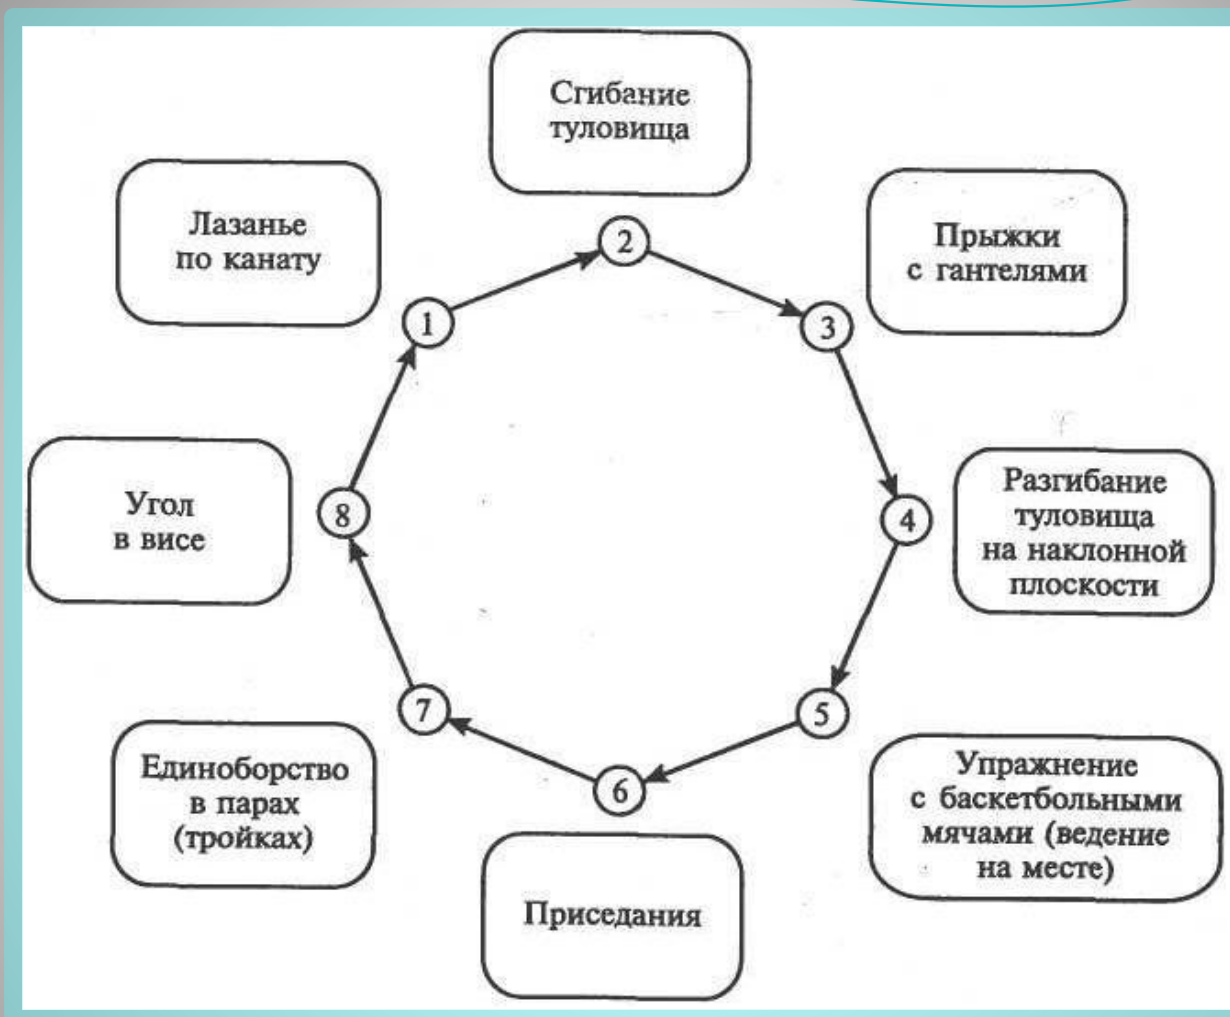 Сгибание
туловища
Лазанье
по канату
Прыжки
с гантелями
2
1
3
Угол
в висе
8
4
Разгибание
туловища
на наклонной
плоскости
7
5
Единоборство
в парах
(тройках)
6
Упражнение
с баскетбольными
мячами (ведение
на месте)
Приседания